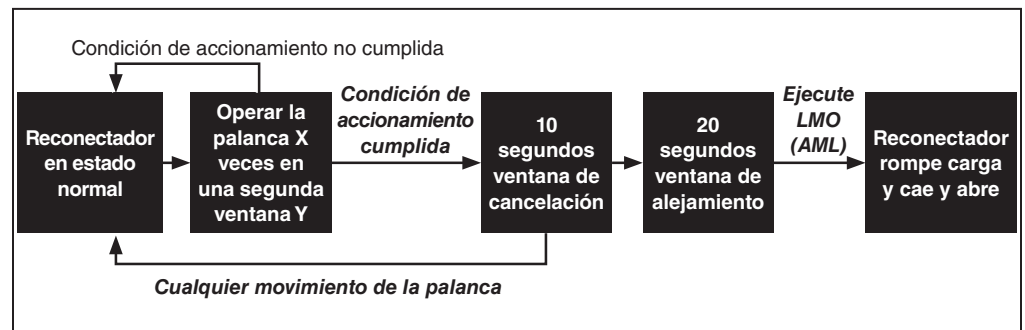 Condición de accionamiento no cumplida
Reconectador
en estado
normal
Operar la
palanca X
veces en
una segunda
ventana Y
Condición de
accionamiento
cumplida
10
segundos
ventana de
cancelación
20
segundos
ventana de
alejamiento
Ejecute
LMO
(AML)
Reconectador
rompe carga
y cae y abre
Cualquier movimiento de la palanca